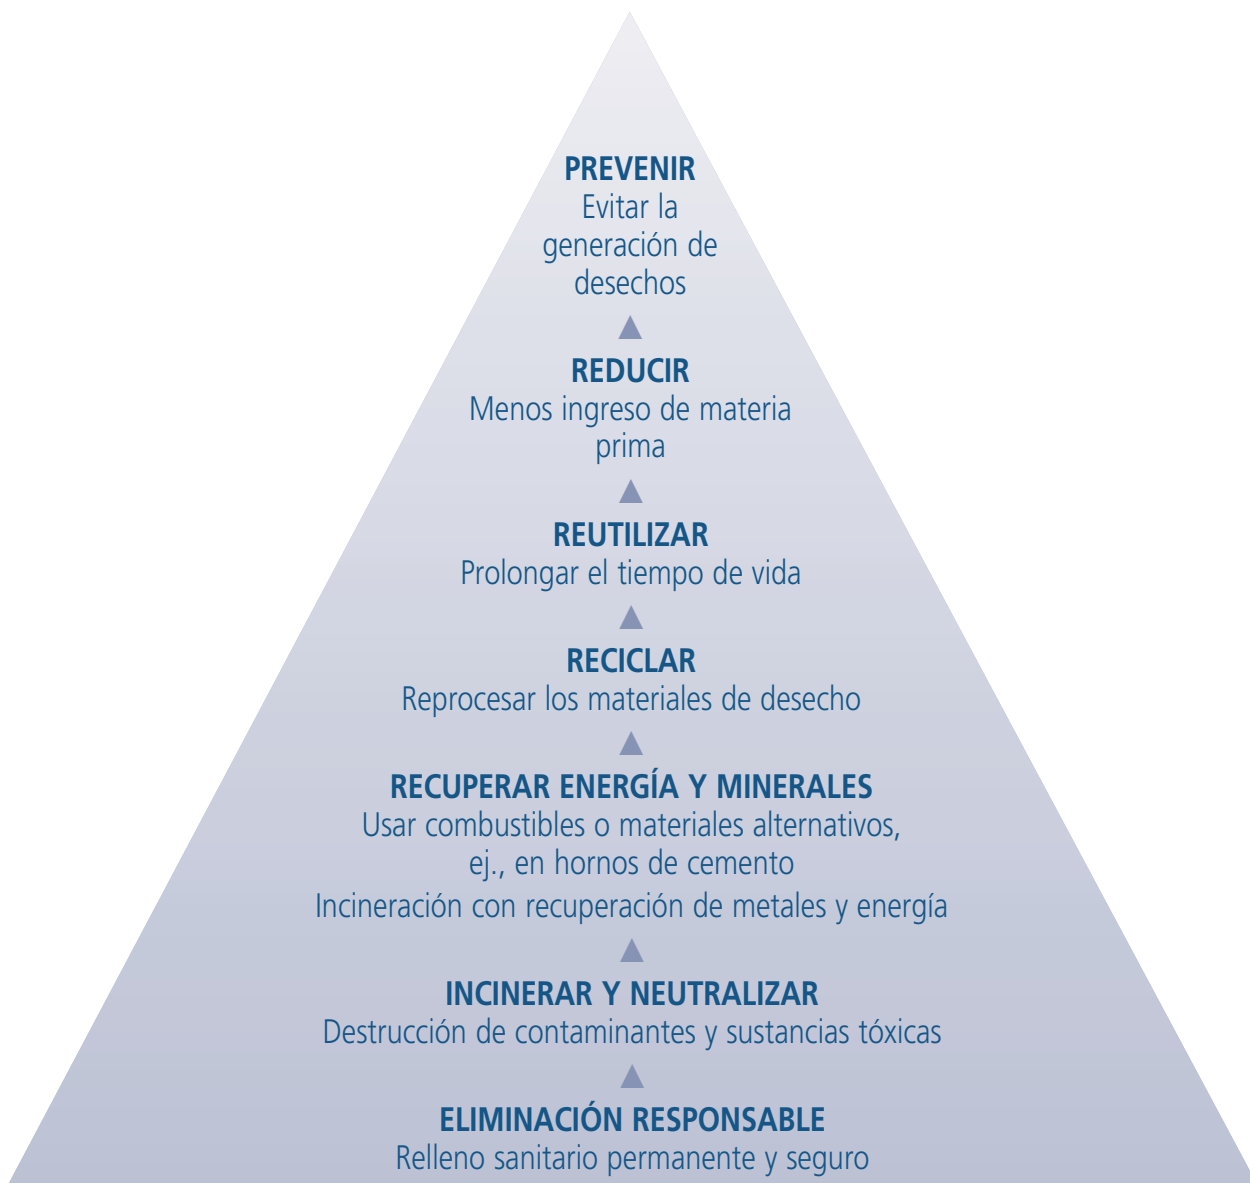 PREVENIR
Evitar la
generación de
desechos
REDUCIR
Menos ingreso de materia
prima
REUTILIZAR
Prolongar el tiempo de vida
RECICLAR
Reprocesar los materiales de desecho
RECUPERAR ENERGÍA Y MINERALES
Usar combustibles o materiales alternativos,
ej., en hornos de cemento
Incineración con recuperación de metales y energía
INCINERAR Y NEUTRALIZAR
Destrucción de contaminantes y sustancias tóxicas
ELIMINACIÓN RESPONSABLE
Relleno sanitario permanente y seguro